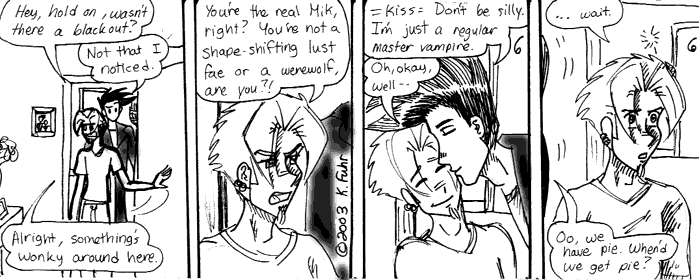 Hey, hold on, wasn't
there a blackout?
Not that I
noticed.
Alright, something's
wonky around here.
You're the real Mik,
right? You're not a
shape-shifting lust
fae or a werewolf,
are you?!
©2003 K. Fuhr
=Kiss= Don't be silly.
I'm just a regular
master vampire.
6
Oh, okay,
well--
... wait.
6
Oo, we
have pie. When'd
we get pie?